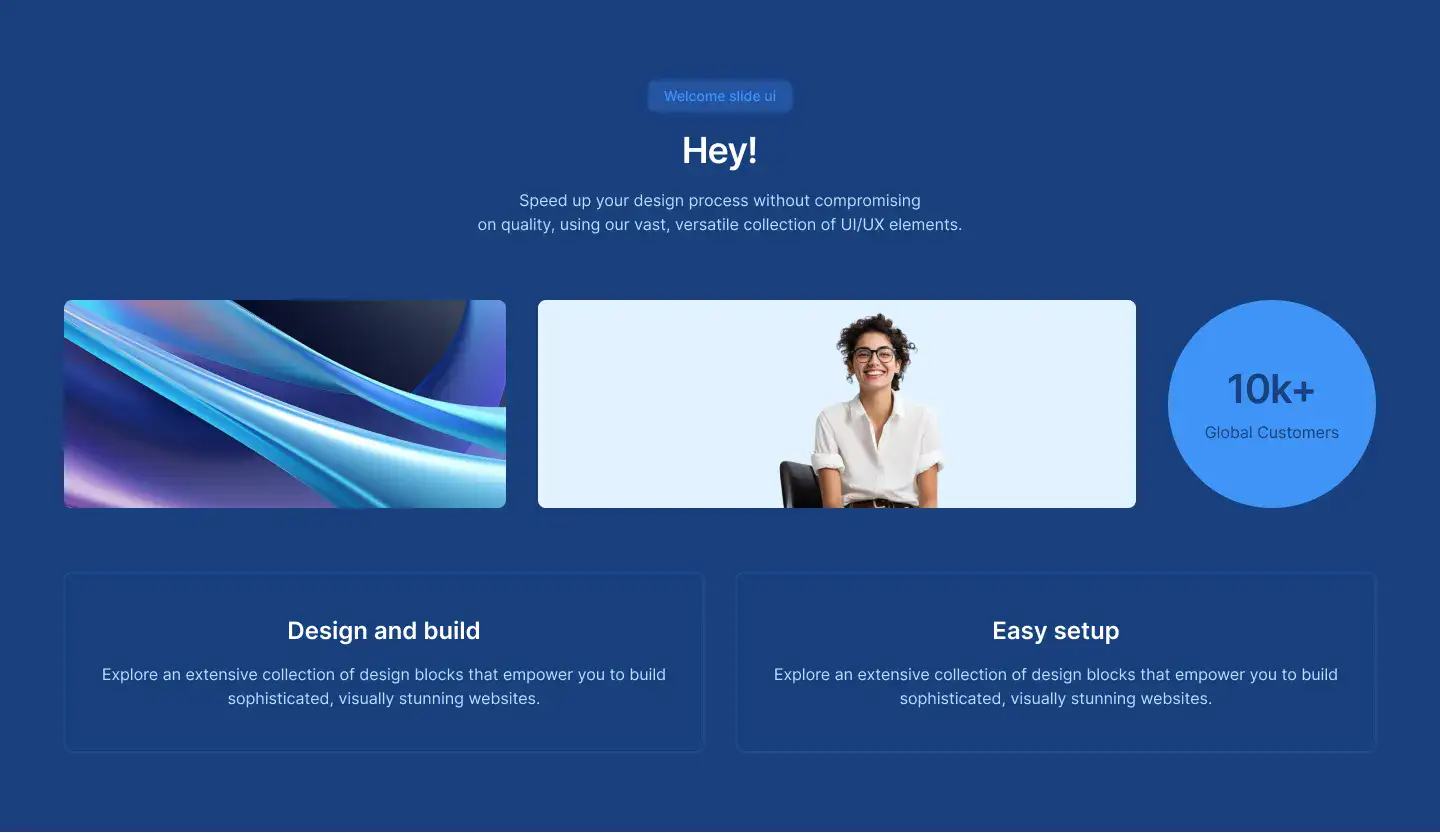 Welcome slide ui
Hey!
Speed up your design process without compromising
on quality, using our vast, versatile collection of UI/UX elements.
10k+
Global Customers
Design and build
Explore an extensive collection of design blocks that empower you to build
sophisticated, visually stunning websites.
Easy setup
Explore an extensive collection of design blocks that empower you to build
sophisticated, visually stunning websites.